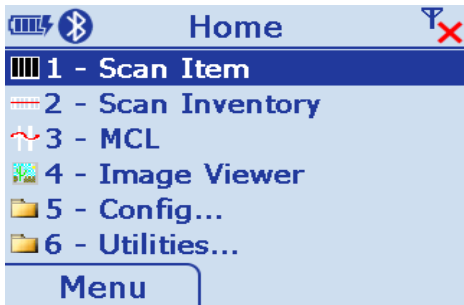 Home
1 - Scan Item
2 - Scan Inventory
3 - MCL
4 - Image Viewer
5 - Config...
6 - Utilities...
Menu